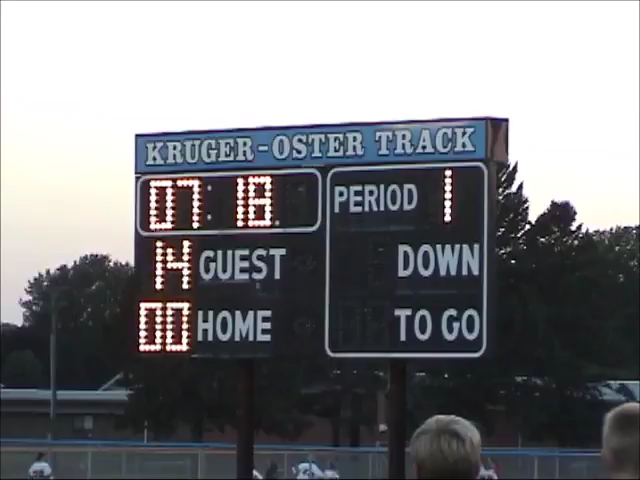 KRUGER-OSTER TRACK
07:18 PERIOD 1
14 GUEST DOWN
00 HOME TO GO